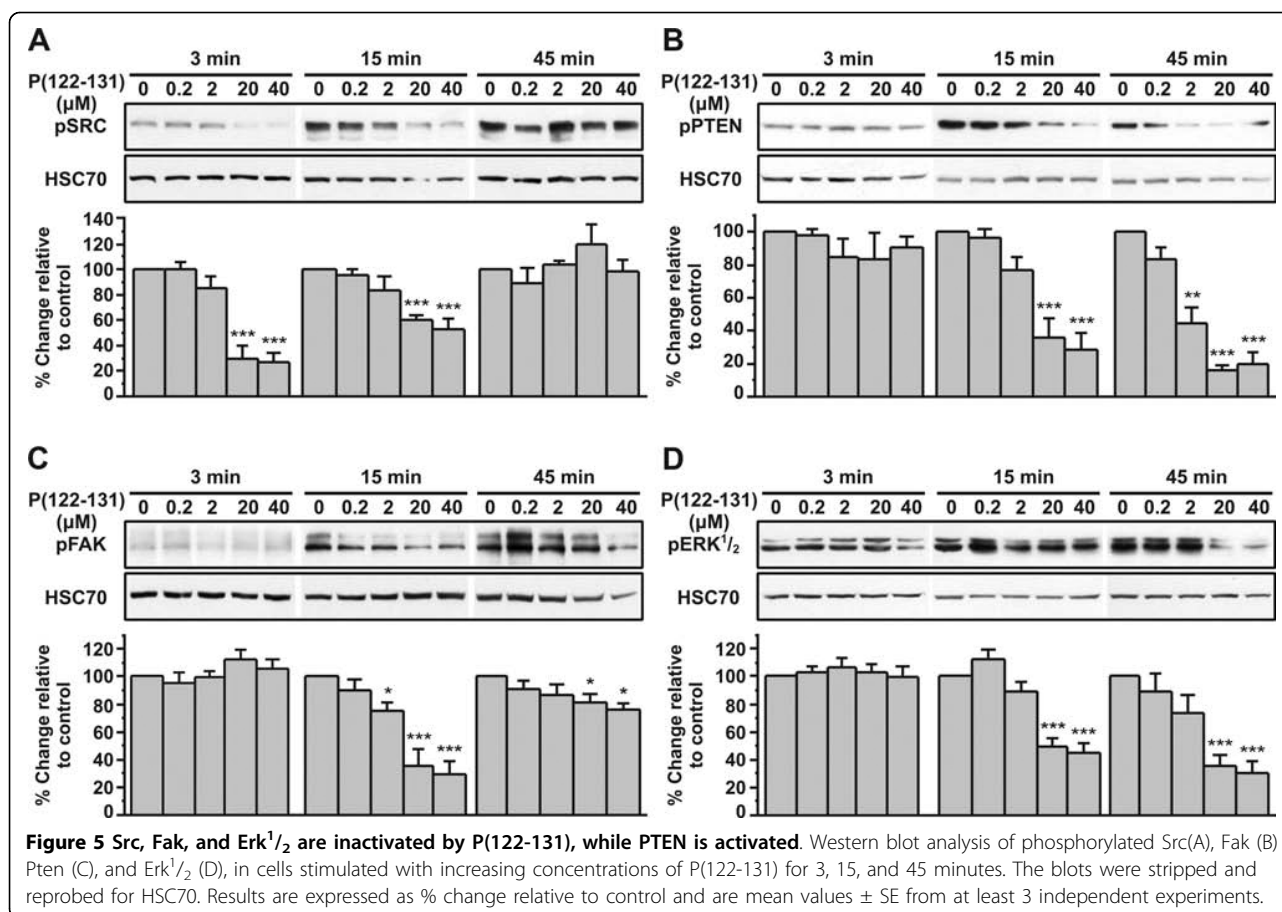 A
3 min 15 min 45 min
P(122-131) 0 0.2 2 20 40 0 0.2 2 20 40 0 0.2 2 20 40
(µM)
pSRC
HSC70
% Change relative
to control
140
120
100
80
60
40
20
0
*** *** *** ***
B
3 min 15 min 45 min
P(122-131) 0 0.2 2 20 40 0 0.2 2 20 40 0 0.2 2 20 40
(µM)
pPTEN
HSC70
% Change relative
to control
100
80
60
40
20
0
*** *** ** *** ***
C
3 min 15 min 45 min
P(122-131) 0 0.2 2 20 40 0 0.2 2 20 40 0 0.2 2 20 40
(µM)
pFAK
HSC70
% Change relative
to control
120
100
80
60
40
20
0
* *** *** * *
D
3 min 15 min 45 min
P(122-131) 0 0.2 2 20 40 0 0.2 2 20 40 0 0.2 2 20 40
(µM)
pERK¹/₂
HSC70
% Change relative
to control
120
100
80
60
40
20
0
*** *** *** ***
Figure 5 Src, Fak, and Erk¹/₂ are inactivated by P(122-131), while PTEN is activated. Western blot analysis of phosphorylated Src(A), Fak (B)
Pten (C), and Erk¹/₂ (D), in cells stimulated with increasing concentrations of P(122-131) for 3, 15, and 45 minutes. The blots were stripped and
reprobed for HSC70. Results are expressed as % change relative to control and are mean values ± SE from at least 3 independent experiments.